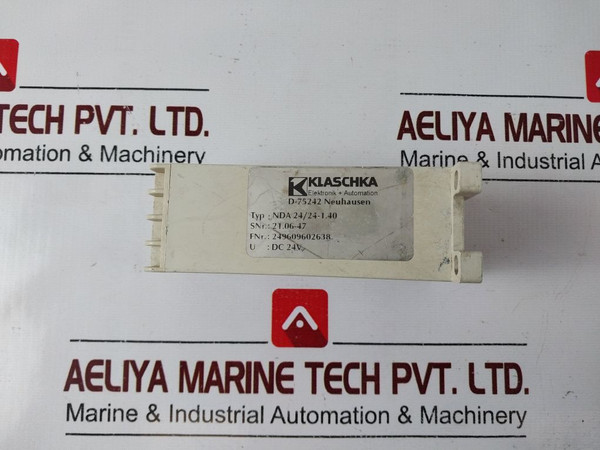 TECH PVT. LTD.
omation & Machinery
AELIYA MARINE
Marine & Industrial A
KLASCHKA
Elektronik + Automation
D-75242 Neuhausen
Typ : NDA 24/24-1.40
SNr.: 21.06-47
FNr.: 249609602638
U : DC 24V
AELIYA MARINE TECH PVT. LTD.
Marine & Industrial Automation & Machinery